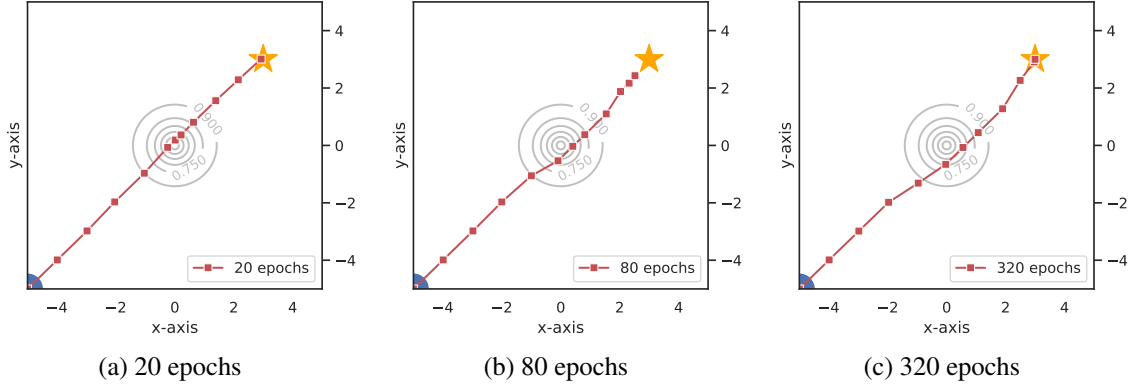 4
2
0
−2
−4
y-axis
0.900
0.750
20 epochs
−4 −2 0 2 4
x-axis
(a) 20 epochs
4
2
0
−2
−4
y-axis
0.900
0.750
80 epochs
−4 −2 0 2 4
x-axis
(b) 80 epochs
4
2
0
−2
−4
y-axis
0.900
0.750
320 epochs
−4 −2 0 2 4
x-axis
(c) 320 epochs